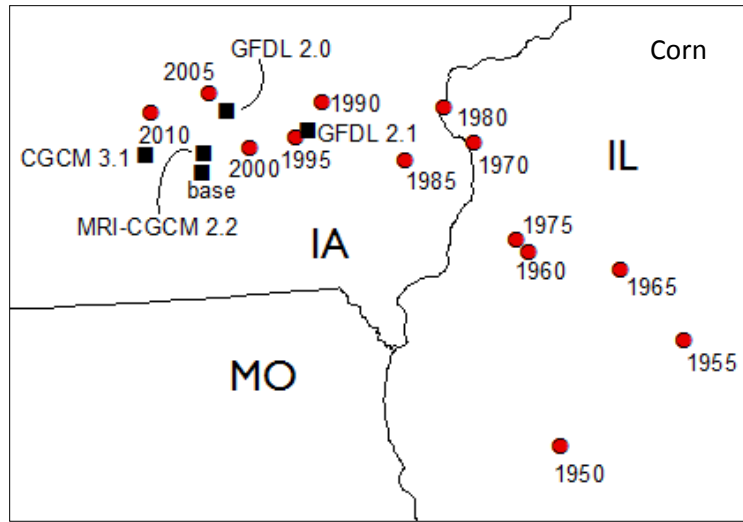 GFDL 2.0
Corn
2005
1990
1980
2010
GFDL 2.1
CGCM 3.1
2000
1995
1970
IL
1985
base
MRI-CGCM 2.2
IA
1975
1960
1965
1955
MO
1950